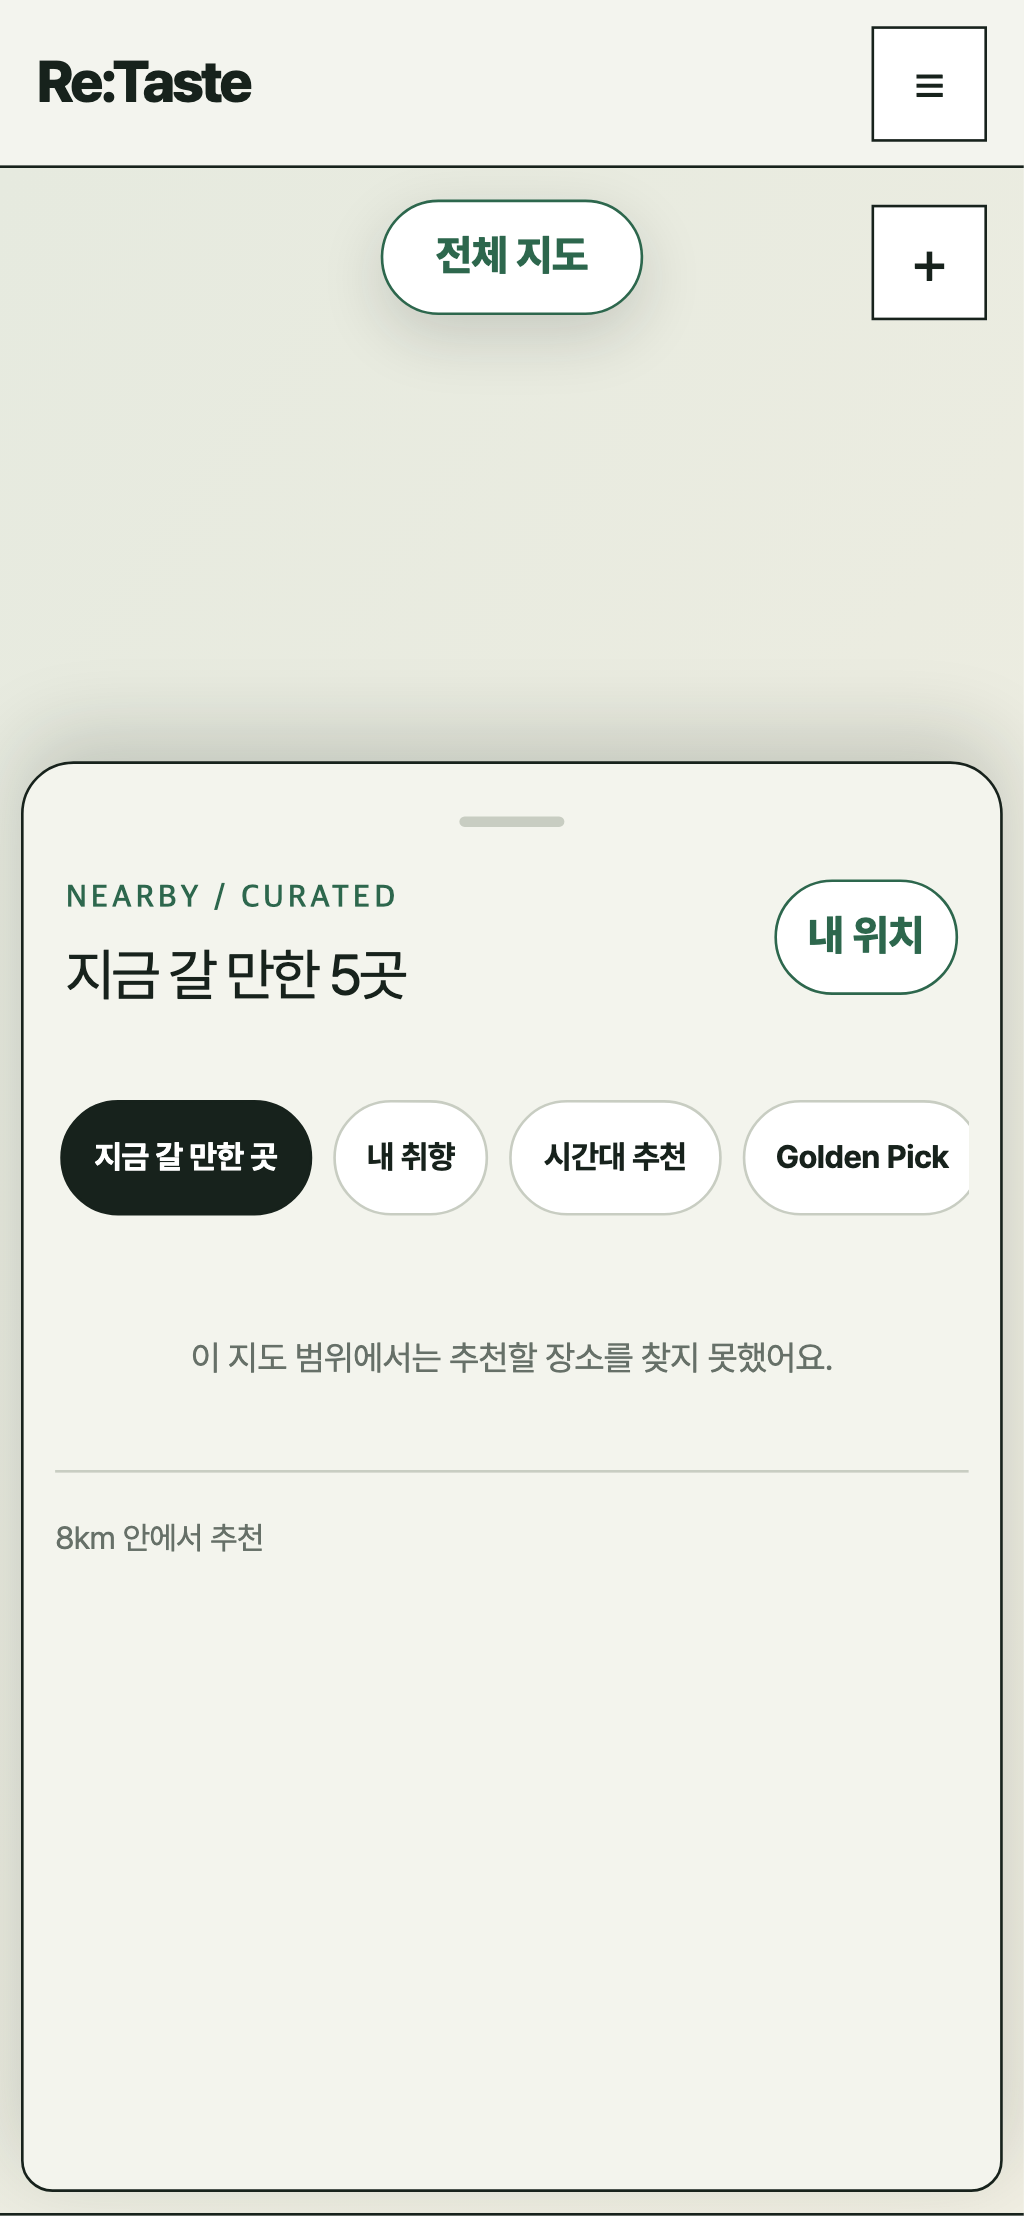 Re:Taste
≡
전체 지도
+
NEARBY / CURATED
지금 갈 만한 5곳
내 위치
지금 갈 만한 곳
내 취향
시간대 추천
Golden Pick
이 지도 범위에서는 추천할 장소를 찾지 못했어요.
8km 안에서 추천